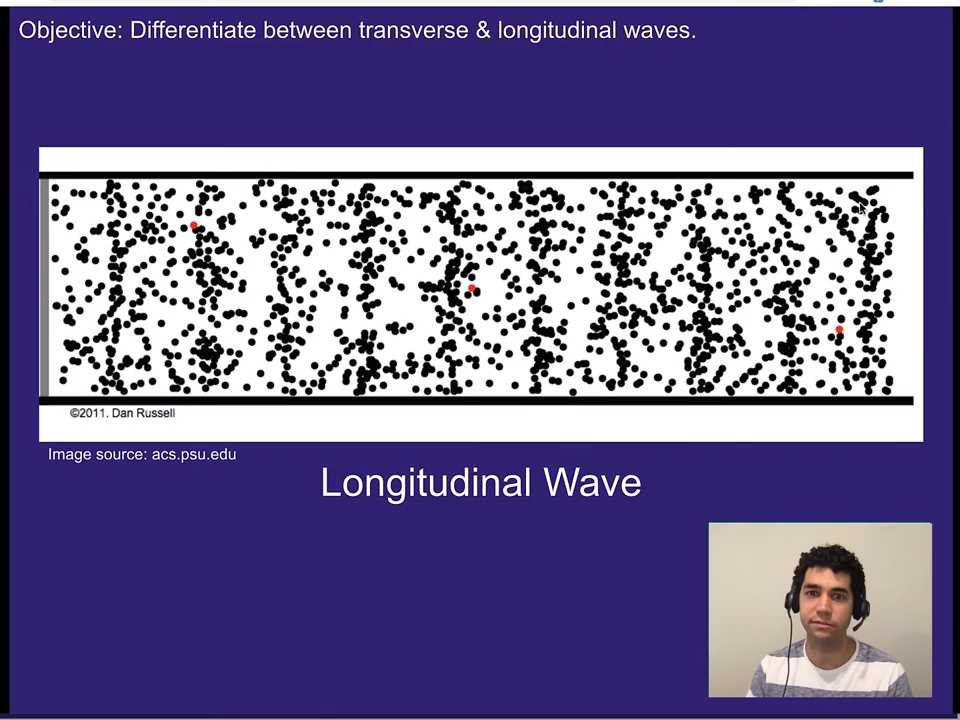 Objective: Differentiate between transverse & longitudinal waves.
©2011. Dan Russell
Image source: acs.psu.edu
Longitudinal Wave